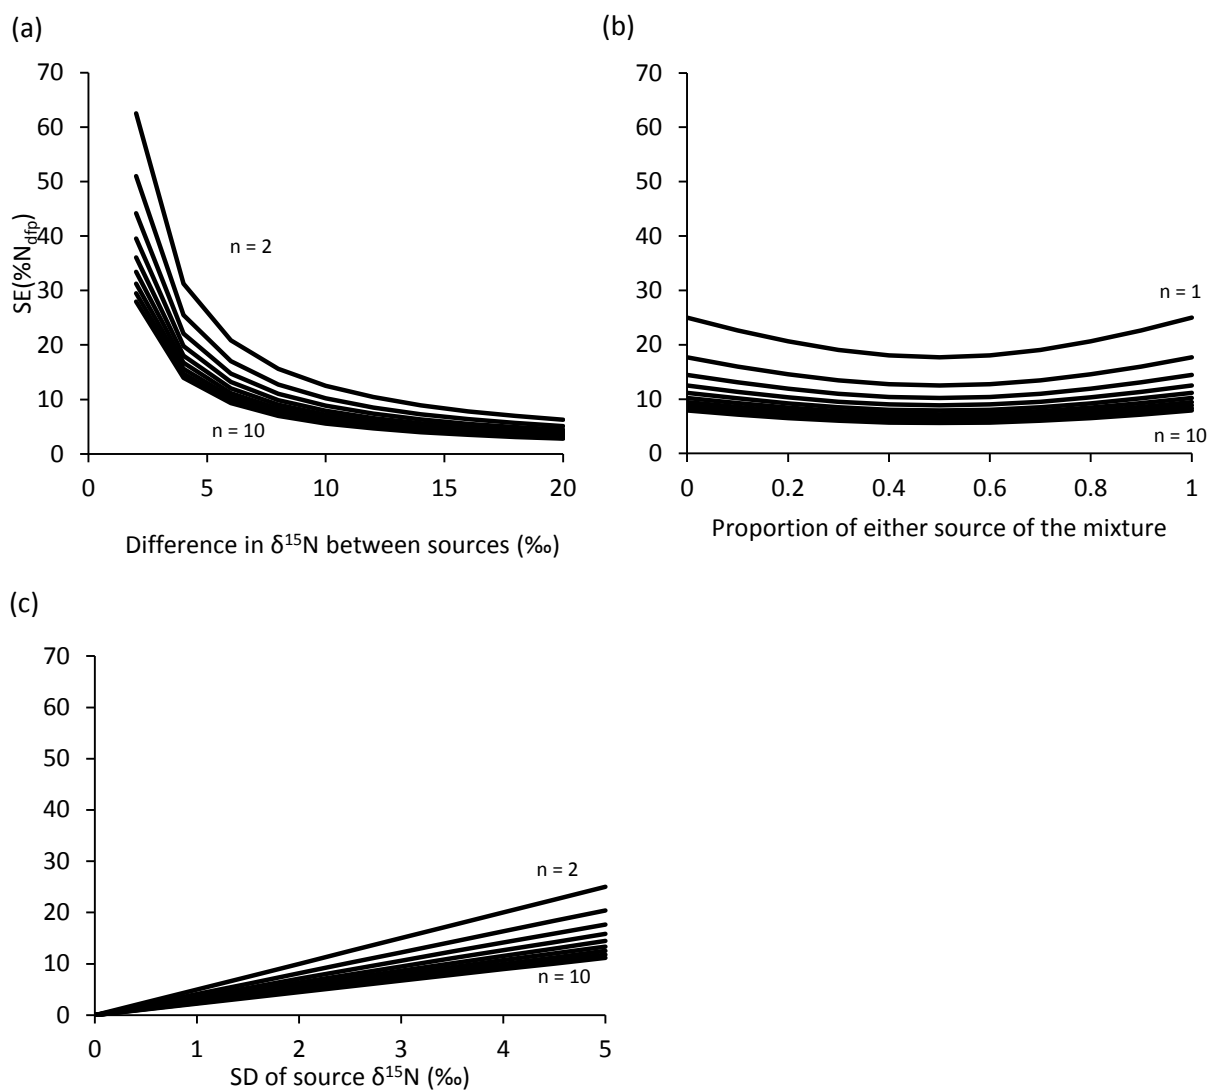 (a)
70
60
50
40
30
20
10
0
SE(%Ndfp)
n = 2
n = 10
0 5 10 15 20
Difference in δ¹⁵N between sources (‰)
(b)
70
60
50
40
30
20
10
0
n = 1
n = 10
0 0.2 0.4 0.6 0.8 1
Proportion of either source of the mixture
(c)
70
60
50
40
30
20
10
0
n = 2
n = 10
0 1 2 3 4 5
SD of source δ¹⁵N (‰)